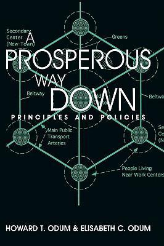 Secondary
Center
(New Town)
Greens
A
PROSPEROUS
WAY
DOWN
Beltway
Beltway
PRINCIPLES AND POLICIES
Main Public
Transport
Arteries
People Living
Near Work Centers
HOWARD T. ODUM & ELISABETH C. ODUM